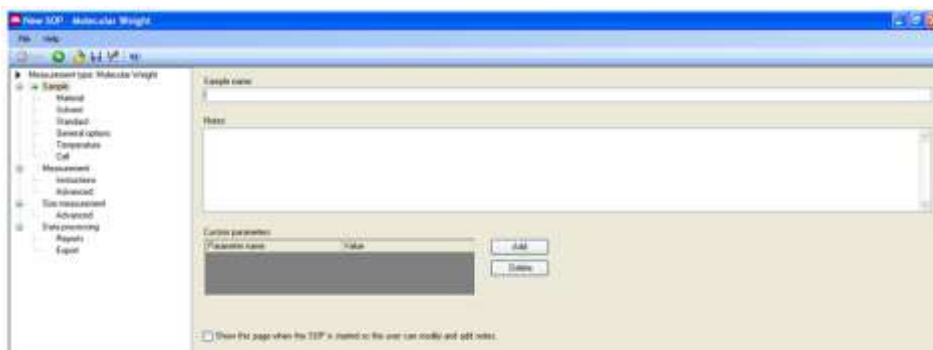 New SOP - Molecular Weight
File Help
Measurement type: Molecular Weight
Sample
Material
Solvent
Standard
General options
Temperature
Cell
Measurement
Instructions
Advanced
Size measurement
Advanced
Data processing
Reports
Export
Sample name:
Notes:
Custom parameters:
Parameter name Value
Add
Delete
Show this page when the SOP is started so the user can modify and add notes.